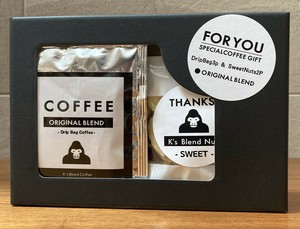 FOR YOU
SPECIALCOFFEE GIFT
DripBag3p & SweetNuts2P
●ORIGINAL BLEND
COFFEE
ORIGINAL BLEND
- Drip Bag Coffee -
K's Blend Coffee
THANKS
K's Blend Nu
- SWEET -